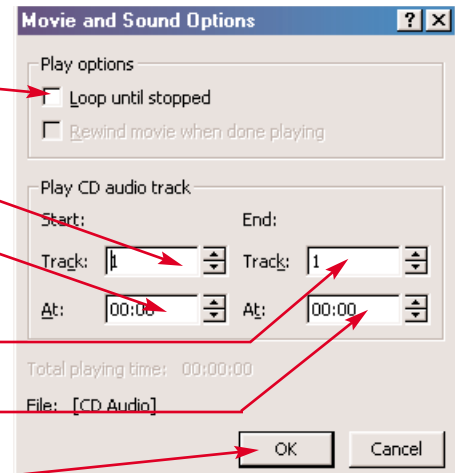 Movie and Sound Options
Play options
Loop until stopped
Rewind movie when done playing
Play CD audio track
Start: End:
Track: 1 Track: 1
At: 00:00 At: 00:00
Total playing time: 00:00:00
File: [CD Audio]
OK Cancel